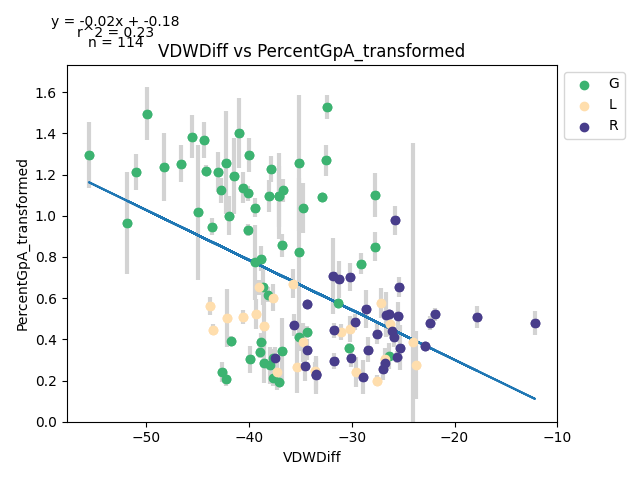 y = -0.02x + -0.18
r^2 = 0.23
n = 114
VDWDiff vs PercentGpA_transformed
PercentGpA_transformed
1.6
1.4
1.2
1.0
0.8
0.6
0.4
0.2
0.0
−50
−40
−30
−20
−10
VDWDiff
G
L
R